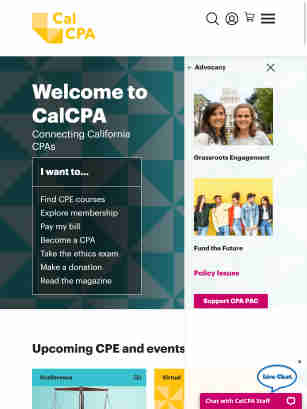 Cal
CPA
Advocacy
Welcome to
CalCPA
Connecting California
CPAs
I want to...
Find CPE courses
Explore membership
Pay my bill
Become a CPA
Take the ethics exam
Make a donation
Read the magazine
Grassroots Engagement
Fund the Future
Policy Issues
Support CPA PAC
Upcoming CPE and events
Conference
Virtual
Live Chat
Chat with CalCPA Staff